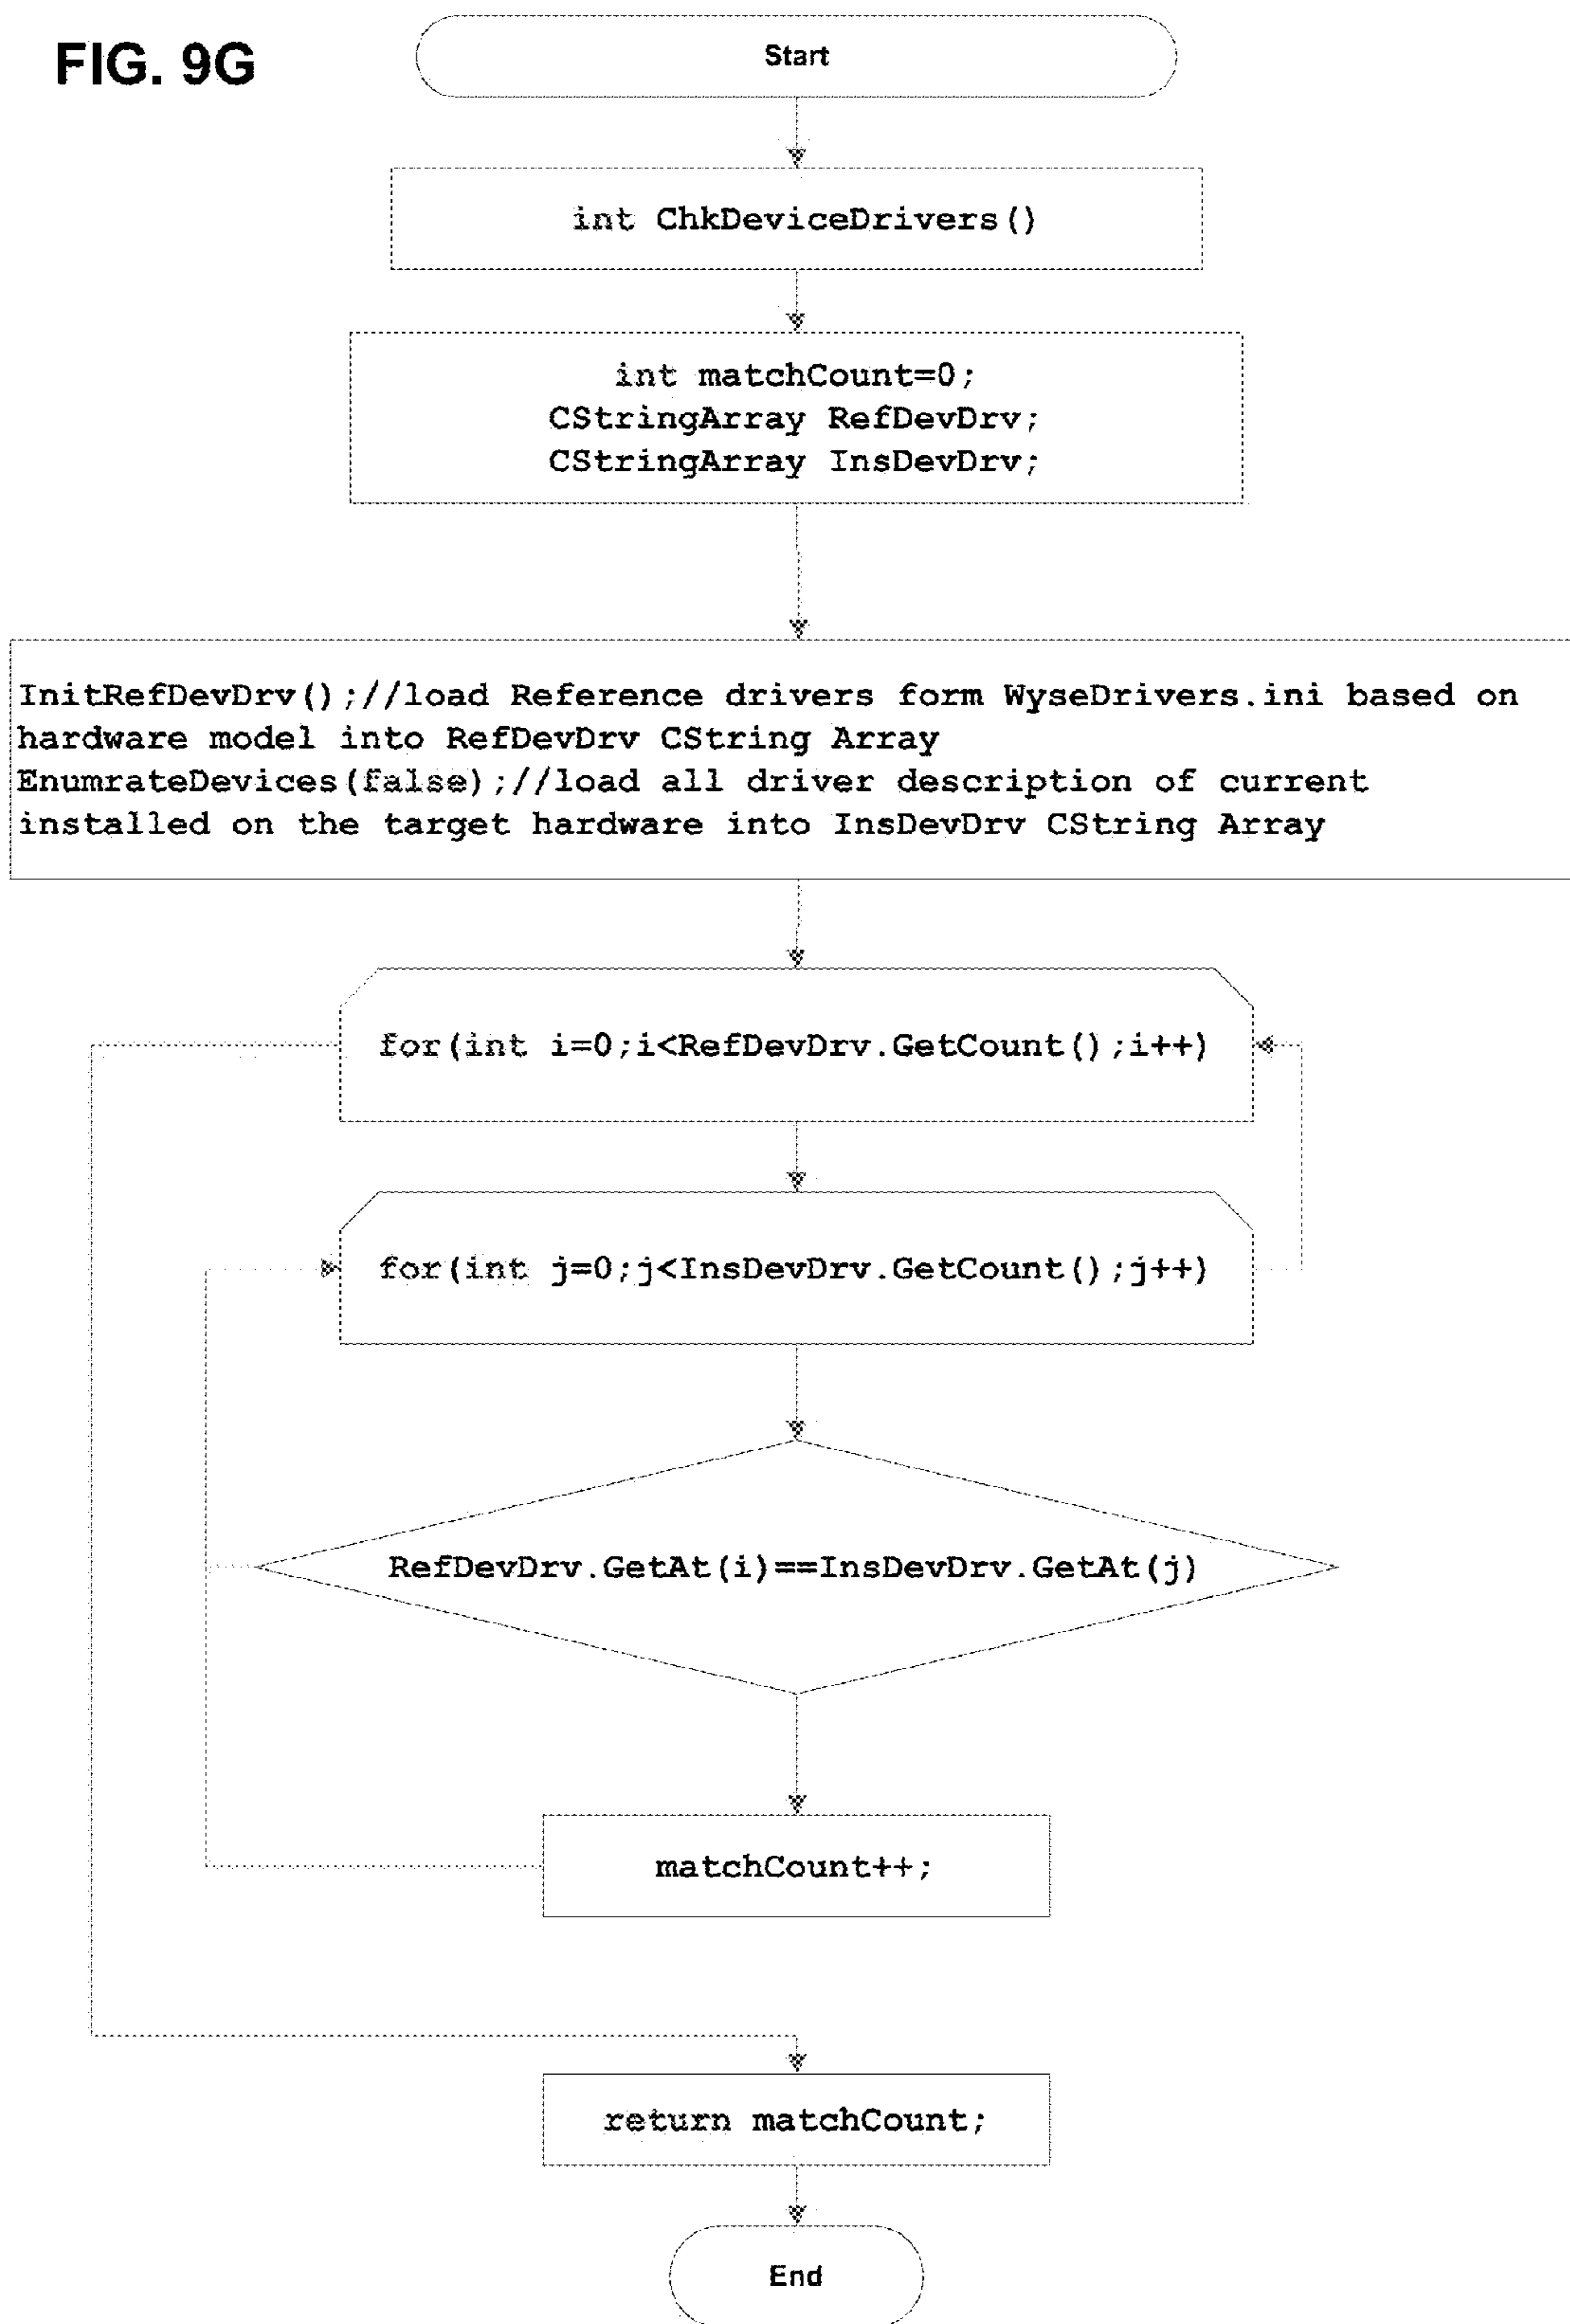 FIG. 9G
Start
int ChkDeviceDrivers()
int matchCount=0;
CStringArray RefDevDrv;
CStringArray InsDevDrv;
InitRefDevDrv();//load Reference drivers form WyseDrivers.ini based on
hardware model into RefDevDrv CString Array
EnumrateDevices(false);//load all driver description of current
installed on the target hardware into InsDevDrv CString Array
for(int i=0;i<RefDevDrv.GetCount();i++)
for(int j=0;j<InsDevDrv.GetCount();j++)
RefDevDrv.GetAt(i)==InsDevDrv.GetAt(j)
matchCount++;
return matchCount;
End